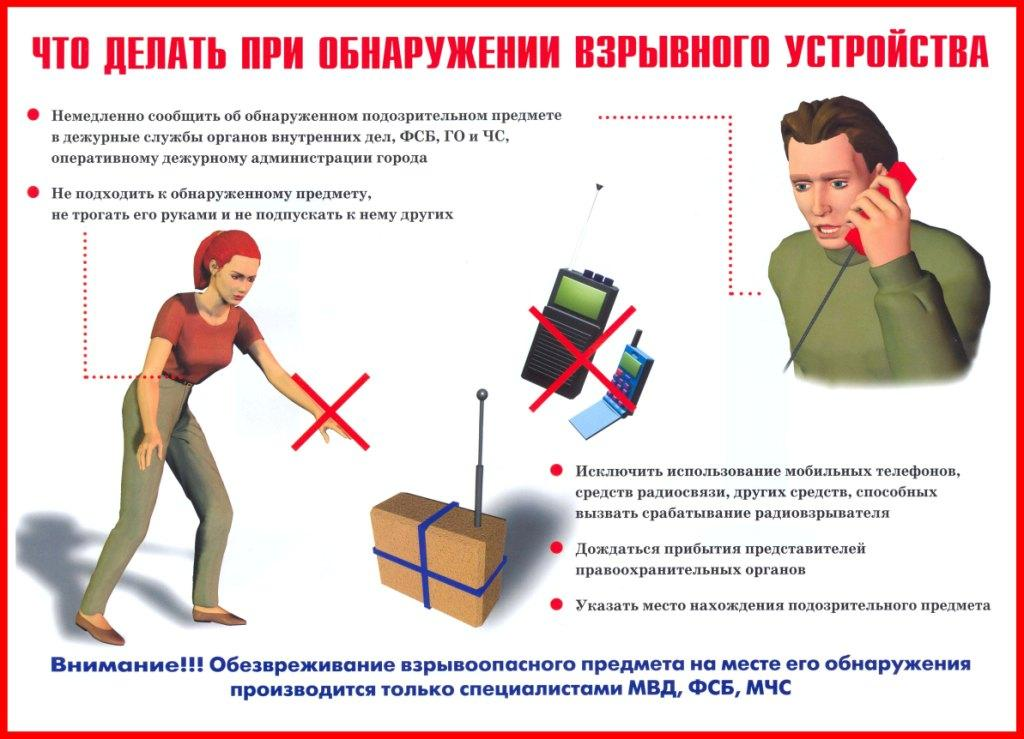 ЧТО ДЕЛАТЬ ПРИ ОБНАРУЖЕНИИ ВЗРЫВНОГО УСТРОЙСТВА
Немедленно сообщить об обнаруженном подозрительном предмете
в дежурные службы органов внутренних дел, ФСБ, ГО и ЧС,
оперативному дежурному администрации города
Не подходить к обнаруженному предмету,
не трогать его руками и не подпускать к нему других
Исключить использование мобильных телефонов,
средств радиосвязи, других средств, способных
вызвать срабатывание радиовзрывателя
Дождаться прибытия представителей
правоохранительных органов
Указать место нахождения подозрительного предмета
Внимание!!! Обезвреживание взрывоопасного предмета на месте его обнаружения
производится только специалистами МВД, ФСБ, МЧС